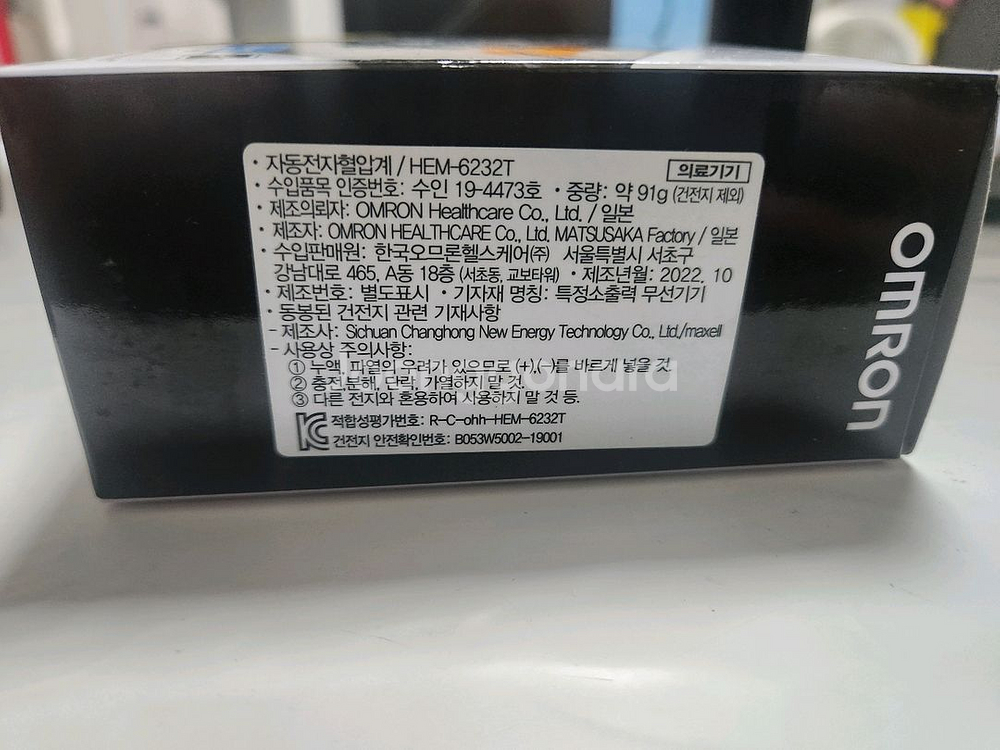 · 자동전자혈압계 / HEM-6232T 의료기기
· 수입품목 인증번호: 수인 19-4473호 · 중량: 약 91g (건전지 제외)
· 제조의뢰자: OMRON Healthcare Co., Ltd. / 일본
· 제조자: OMRON HEALTHCARE Co., Ltd. MATSUSAKA Factory / 일본
· 수입판매원: 한국오므론헬스케어(주) 서울특별시 서초구
강남대로 465, A동 18층 (서초동, 교보타워) · 제조년월: 2022. 10
· 제조번호: 별도표시 · 기자재 명칭: 특정소출력 무선기기
· 동봉된 건전지 관련 기재사항
- 제조사: Sichuan Changhong New Energy Technology Co., Ltd./maxell
- 사용상 주의사항:
① 누액, 파열의 우려가 있으므로 (+),(-)를 바르게 넣을 것.
② 충전,분해, 단락, 가열하지 말 것.
③ 다른 전지와 혼용하여 사용하지 말 것 등.
적합성평가번호: R-C-ohh-HEM-6232T
건전지 안전확인번호: B053W5002-19001
OMRON